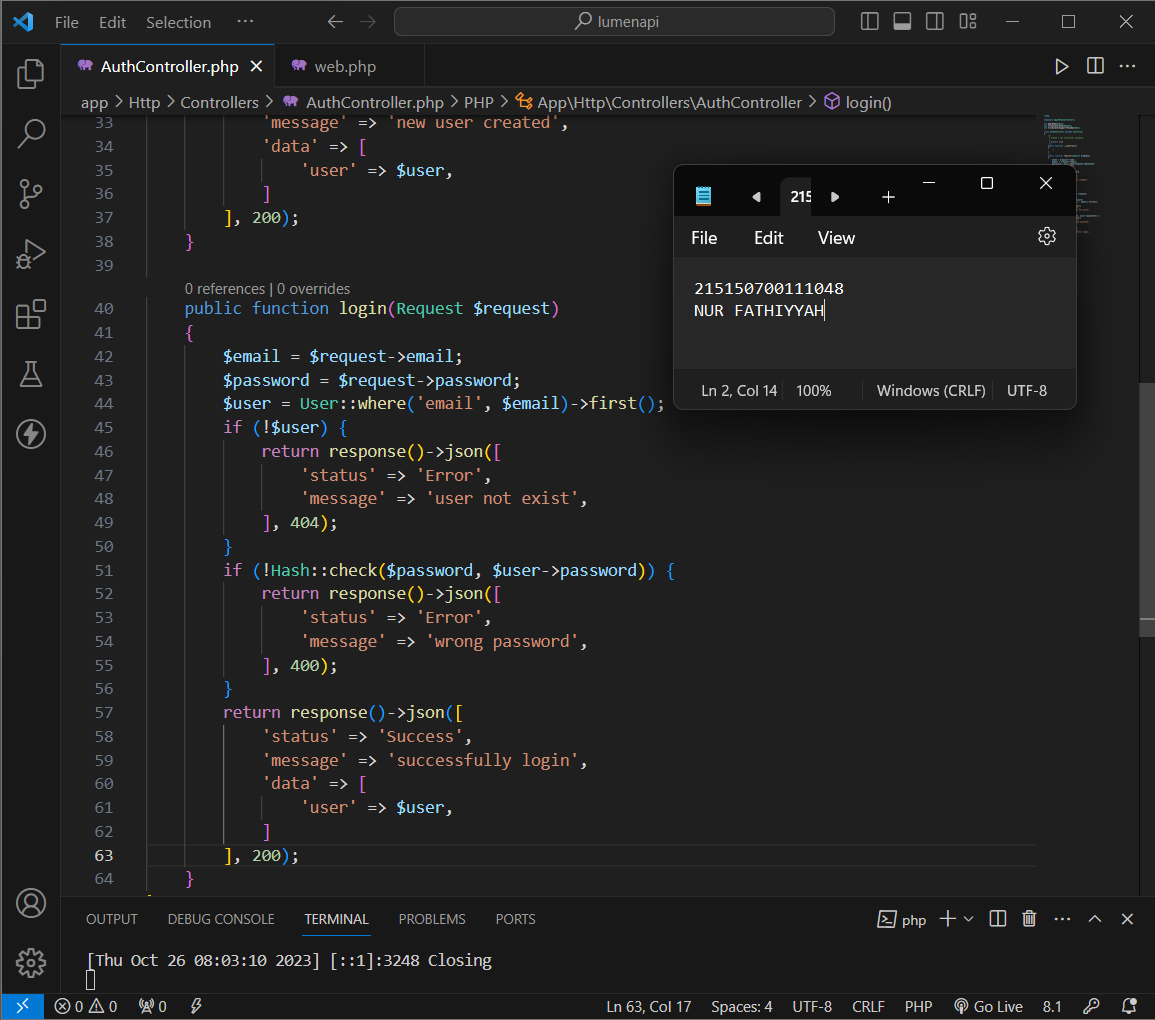 File Edit Selection ··· lumenapi
AuthController.php web.php
app > Http > Controllers > AuthController.php > PHP > App\Http\Controllers\AuthController > login()
33 'message' => 'new user created',
34 'data' => [
35 'user' => $user,
36 ]
37 ], 200);
38 }
39
0 references | 0 overrides
40 public function login(Request $request)
41 {
42 $email = $request->email;
43 $password = $request->password;
44 $user = User::where('email', $email)->first();
45 if (!$user) {
46 return response()->json([
47 'status' => 'Error',
48 'message' => 'user not exist',
49 ], 404);
50 }
51 if (!Hash::check($password, $user->password)) {
52 return response()->json([
53 'status' => 'Error',
54 'message' => 'wrong password',
55 ], 400);
56 }
57 return response()->json([
58 'status' => 'Success',
59 'message' => 'successfully login',
60 'data' => [
61 'user' => $user,
62 ]
63 ], 200);
64 }
215
File Edit View
215150700111048
NUR FATHIYYAH
Ln 2, Col 14 100% Windows (CRLF) UTF-8
OUTPUT DEBUG CONSOLE TERMINAL PROBLEMS PORTS php
[Thu Oct 26 08:03:10 2023] [::1]:3248 Closing
0 0 0 Ln 63, Col 17 Spaces: 4 UTF-8 CRLF PHP Go Live 8.1